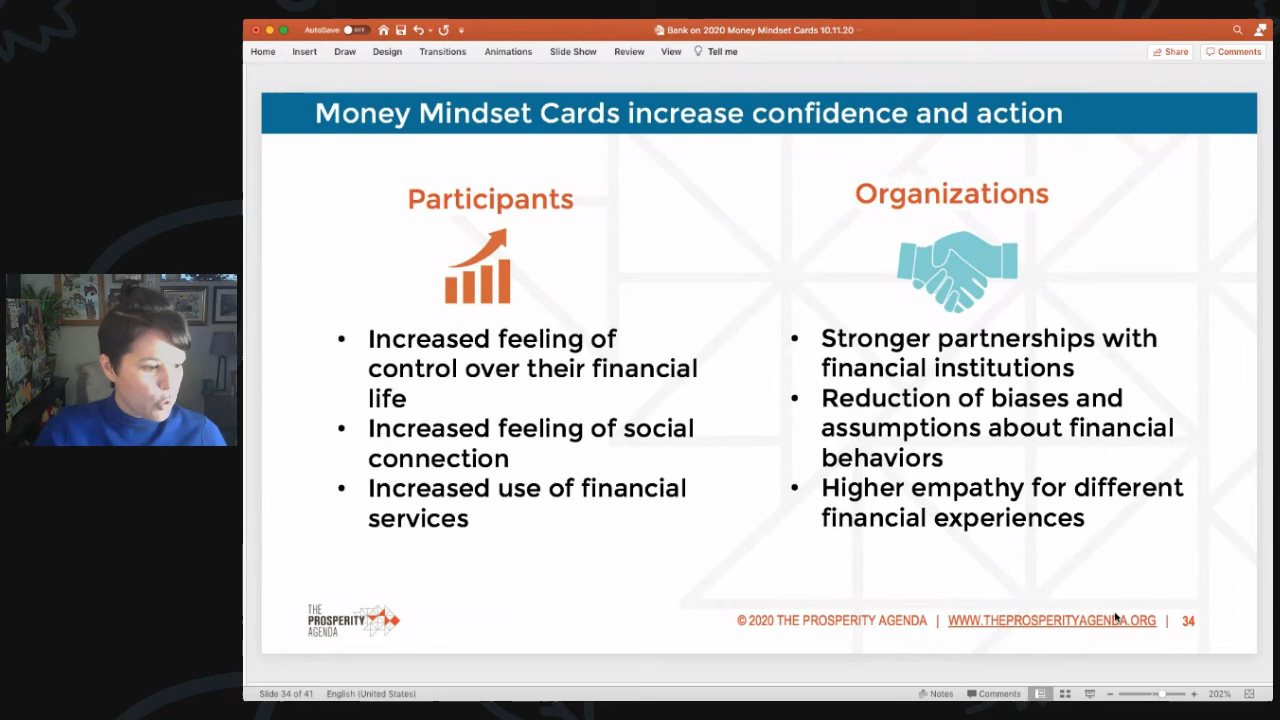 AutoSave OFF
Bank on 2020 Money Mindset Cards 10.11.20
Home Insert Draw Design Transitions Animations Slide Show Review View Tell me Share Comments
Money Mindset Cards increase confidence and action
Participants
• Increased feeling of
control over their financial
life
• Increased feeling of social
connection
• Increased use of financial
services
Organizations
• Stronger partnerships with
financial institutions
• Reduction of biases and
assumptions about financial
behaviors
• Higher empathy for different
financial experiences
THE
PROSPERITY
AGENDA
© 2020 THE PROSPERITY AGENDA | WWW.THEPROSPERITYAGENDA.ORG | 34
Slide 34 of 41 English (United States) Notes Comments 202%